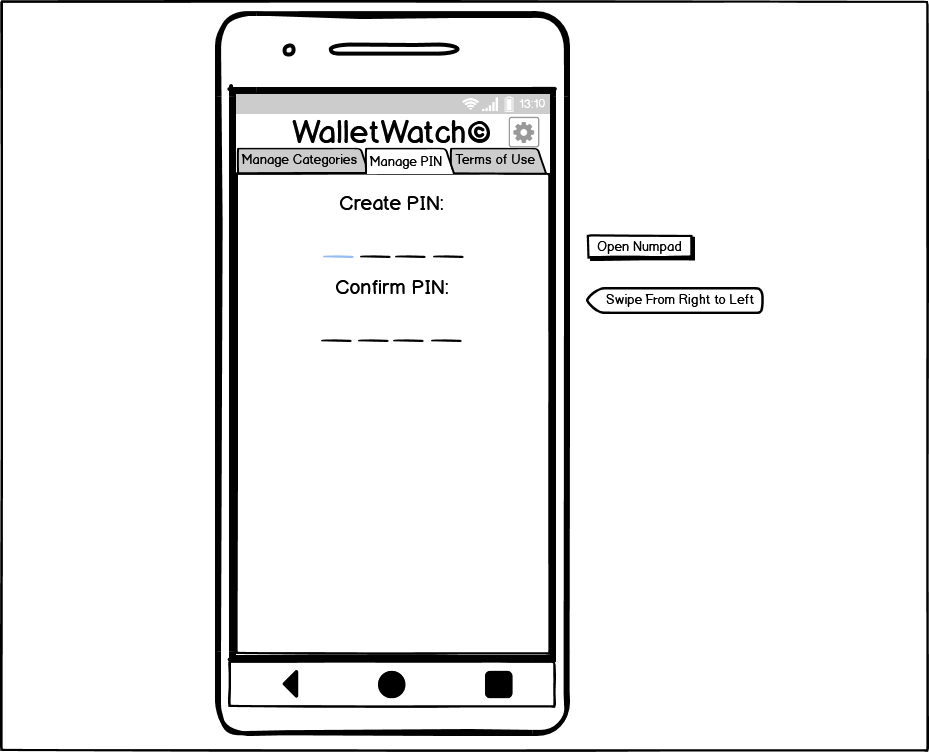 13:10
WalletWatch©
Manage Categories Manage PIN Terms of Use
Create PIN:
Open Numpad
Confirm PIN:
Swipe From Right to Left